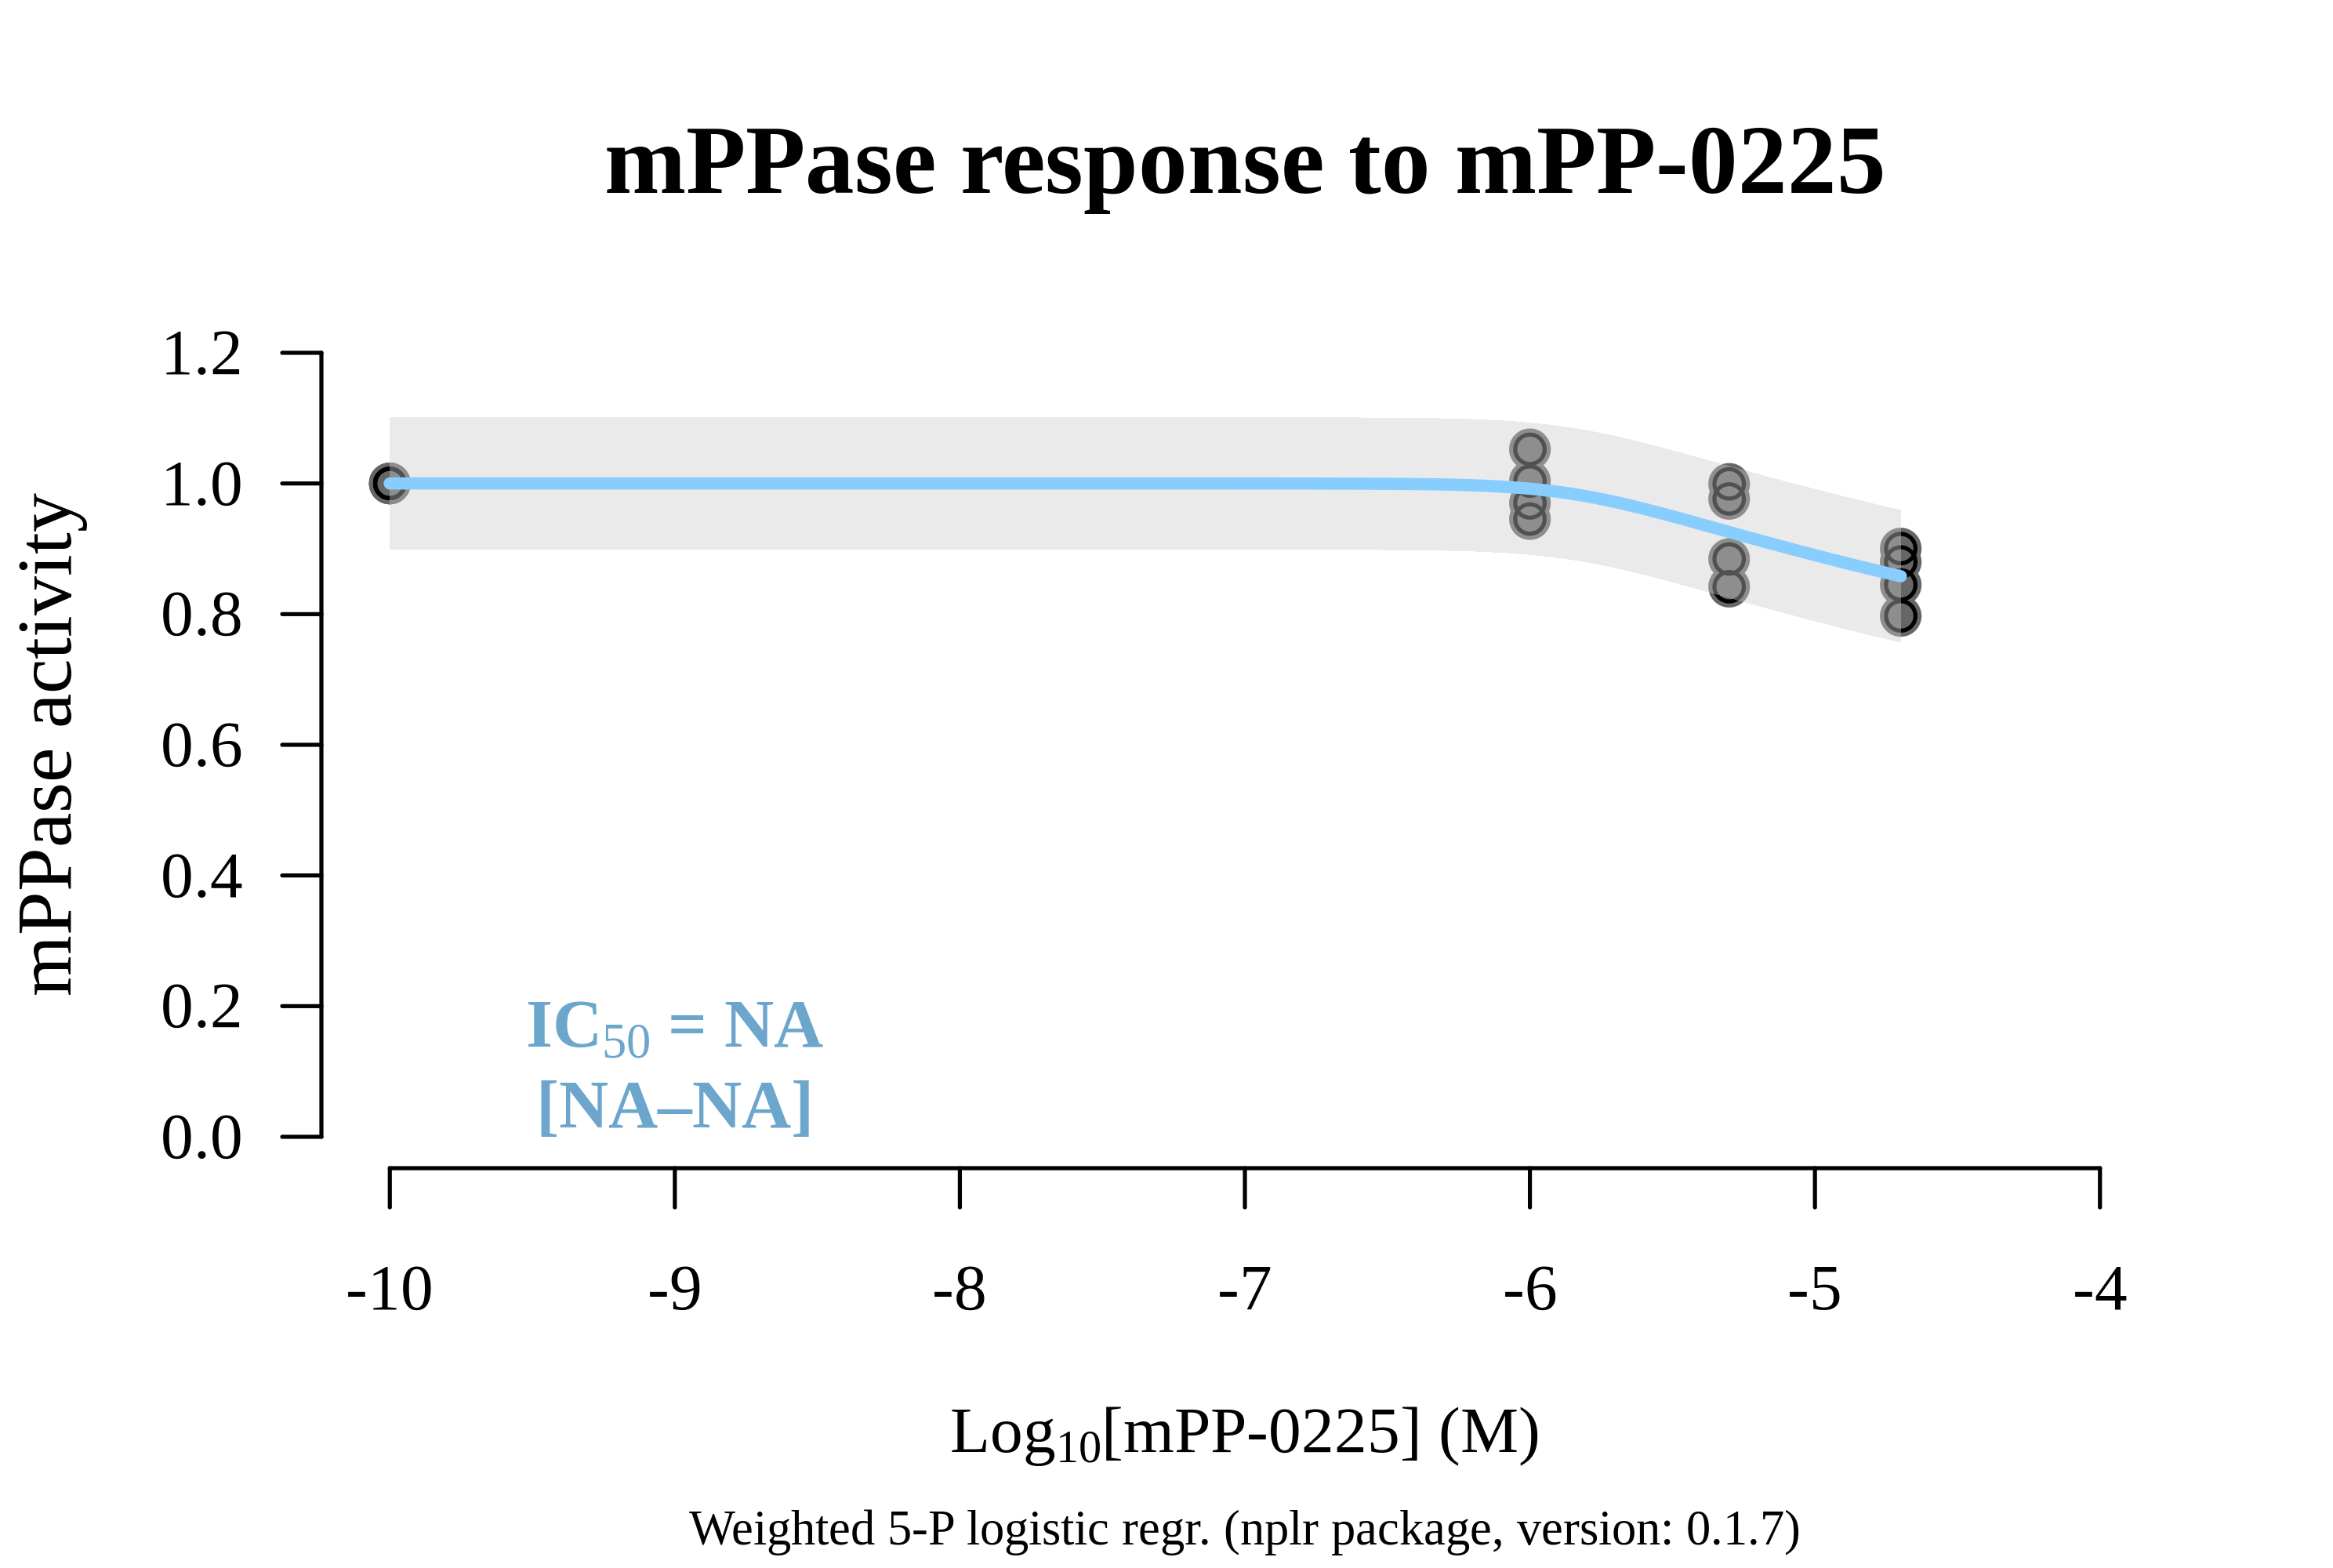 mPPase response to mPP-0225
mPPase activity
1.2
1.0
0.8
0.6
0.4
0.2
0.0
IC50 = NA
[NA–NA]
-10 -9 -8 -7 -6 -5 -4
Log10[mPP-0225] (M)
Weighted 5-P logistic regr. (nplr package, version: 0.1.7)